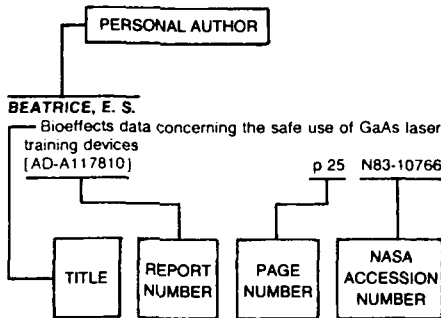 PERSONAL AUTHOR
BEATRICE, E. S.
Bioeffects data concerning the safe use of GaAs laser
training devices
[AD-A117810] p 25 N83-10766
TITLE
REPORT NUMBER
PAGE NUMBER
NASA ACCESSION NUMBER